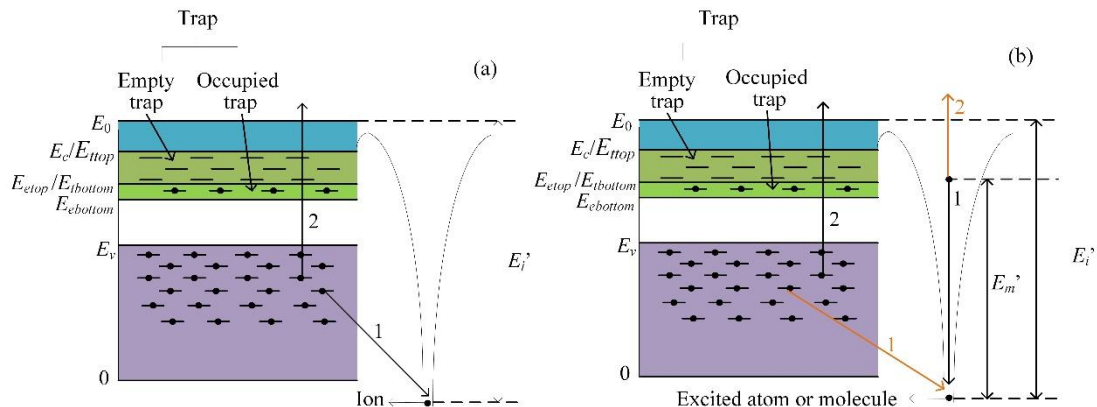 Trap
(a)
Empty trap
Occupied trap
E0
Ec/Ettop
Eetop/Etbottom
Eebottom
2
Ev
Ei’
1
0
Ion
Trap
(b)
Empty trap
Occupied trap
2
E0
Ec/Ettop
Eetop/Etbottom
Eebottom
1
2
Ev
Em’
Ei’
1
0
Excited atom or molecule